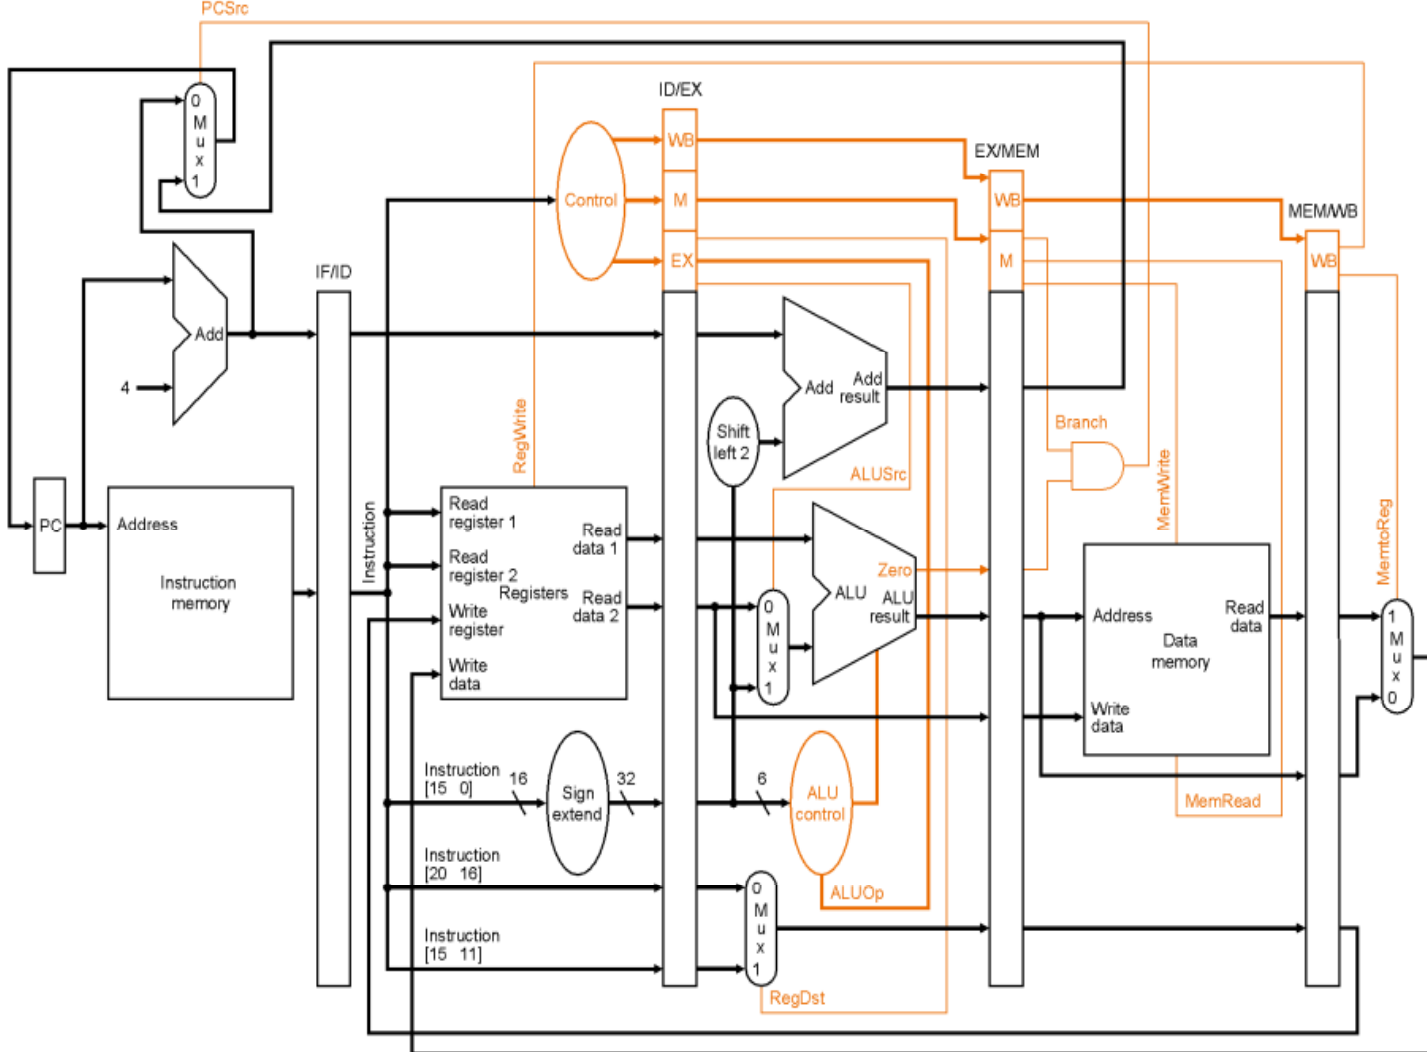 PCSrc
ID/EX
0
M
u
x
1
WB
EX/MEM
Control
M
WB
MEM/WB
IF/ID
EX
M
WB
Add
4
Add
Add
result
Shift
left 2
Branch
RegWrite
ALUSrc
MemWrite
MemtoReg
PC
Address
Instruction
memory
Instruction
Read
register 1
Read
register 2
Write
register
Write
data
Registers
Read
data 1
Read
data 2
0
M
u
x
1
Zero
ALU
ALU
result
Address
Read
data
Data
memory
Write
data
1
M
u
x
0
Instruction
[15 0]
16
Sign
extend
32
6
ALU
control
MemRead
Instruction
[20 16]
0
M
u
x
1
ALUOp
Instruction
[15 11]
RegDst